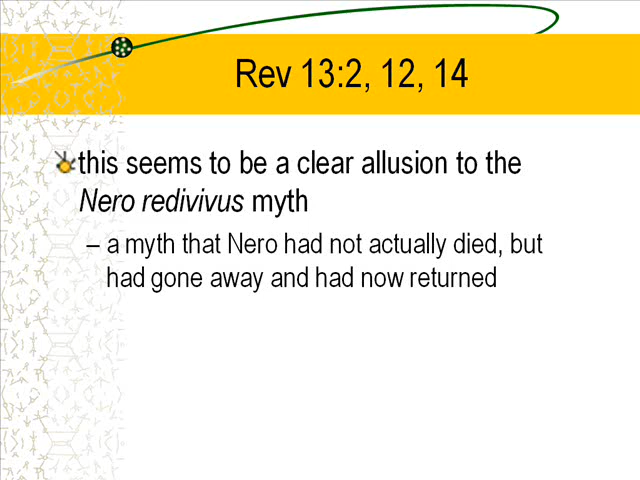 Rev 13:2, 12, 14
this seems to be a clear allusion to the
Nero redivivus myth
– a myth that Nero had not actually died, but
had gone away and had now returned